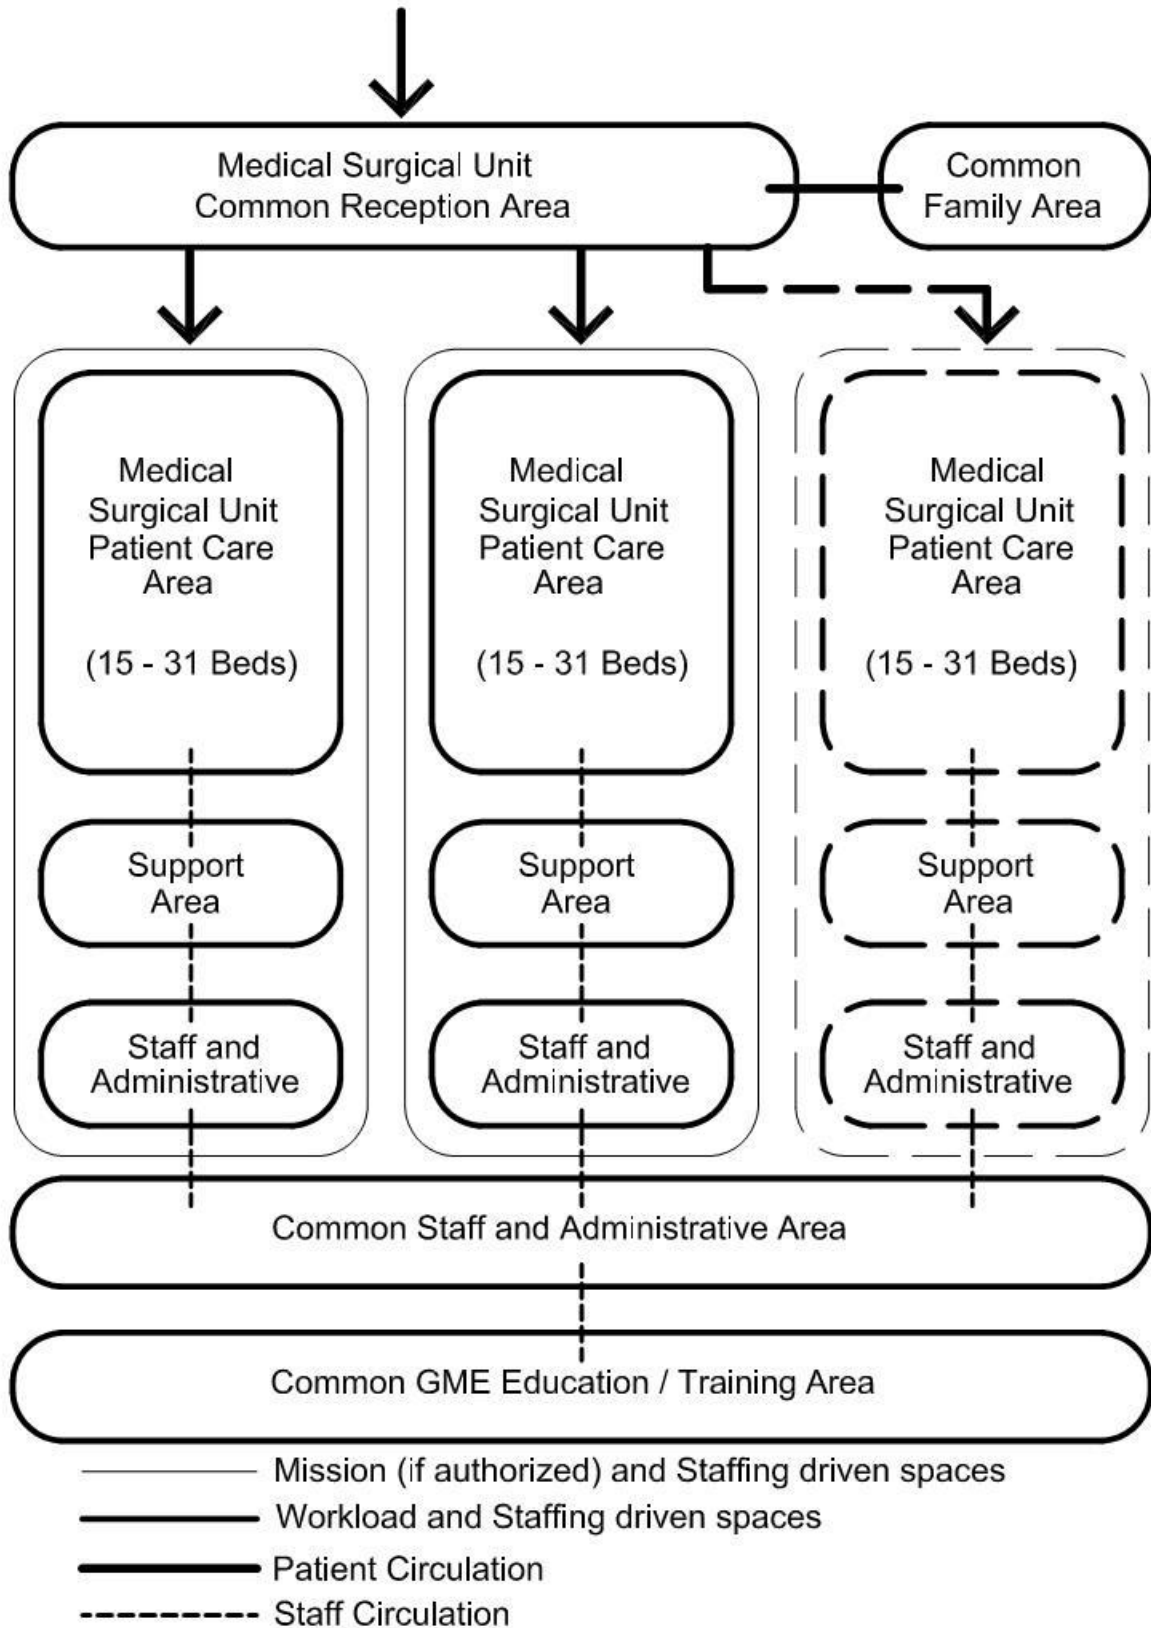 Medical Surgical Unit
Common Reception Area
Common
Family Area
Medical
Surgical Unit
Patient Care
Area
(15 - 31 Beds)
Support
Area
Staff and
Administrative
Medical
Surgical Unit
Patient Care
Area
(15 - 31 Beds)
Support
Area
Staff and
Administrative
Medical
Surgical Unit
Patient Care
Area
(15 - 31 Beds)
Support
Area
Staff and
Administrative
Common Staff and Administrative Area
Common GME Education / Training Area
Mission (if authorized) and Staffing driven spaces
Workload and Staffing driven spaces
Patient Circulation
Staff Circulation